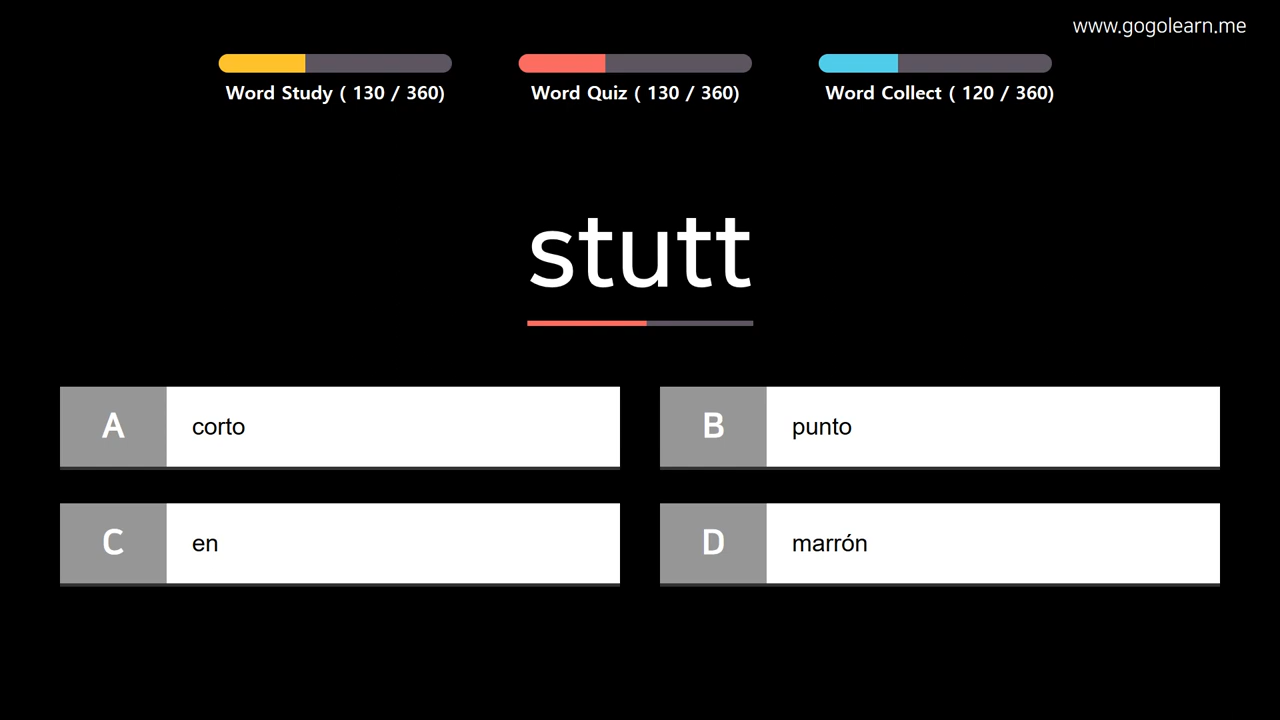 www.gogolearn.me
Word Study ( 130 / 360)
Word Quiz ( 130 / 360)
Word Collect ( 120 / 360)
stutt
A corto
B punto
C en
D marrón